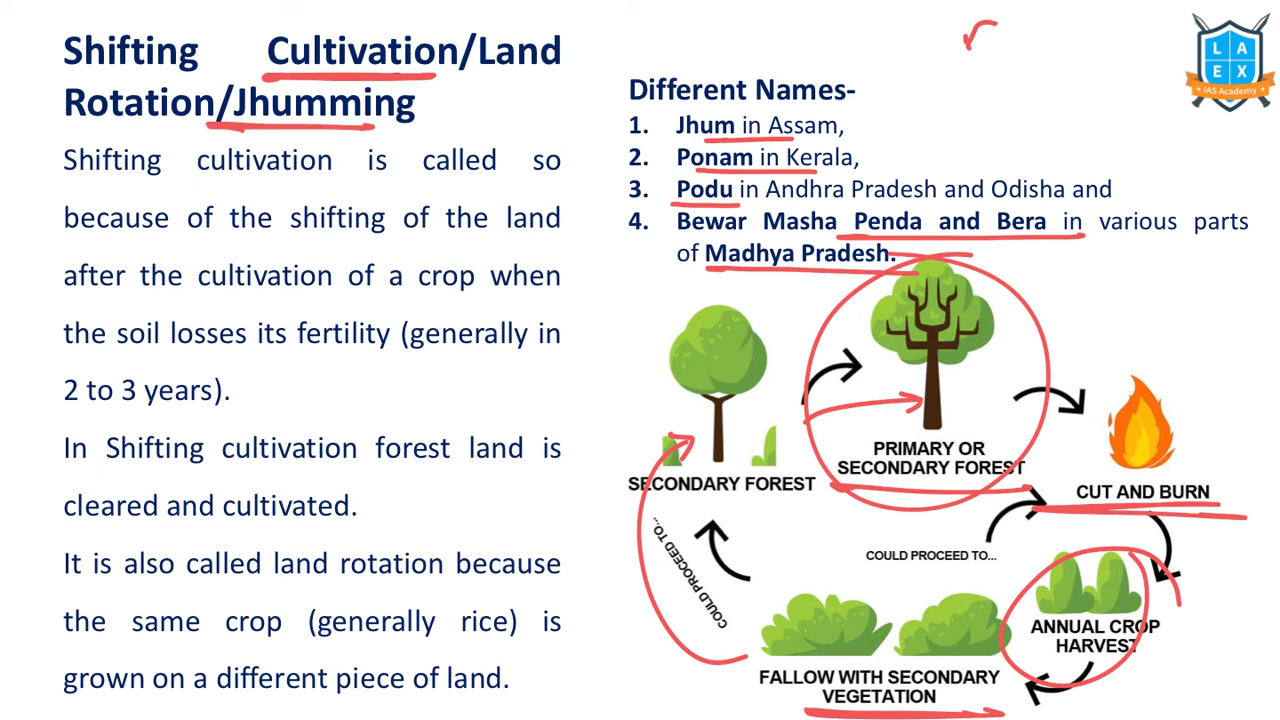 Shifting Cultivation/Land
Rotation/Jhumming
Shifting cultivation is called so
because of the shifting of the land
after the cultivation of a crop when
the soil losses its fertility (generally in
2 to 3 years).
In Shifting cultivation forest land is
cleared and cultivated.
It is also called land rotation because
the same crop (generally rice) is
grown on a different piece of land.
Different Names-
1. Jhum in Assam,
2. Ponam in Kerala,
3. Podu in Andhra Pradesh and Odisha and
4. Bewar Masha Penda and Bera in various parts
of Madhya Pradesh.
L A
E X
IAS Academy
SECONDARY FOREST
PRIMARY OR
SECONDARY FOREST
CUT AND BURN
COULD PROCEED TO...
COULD PROCEED TO...
ANNUAL CROP
HARVEST
FALLOW WITH SECONDARY
VEGETATION